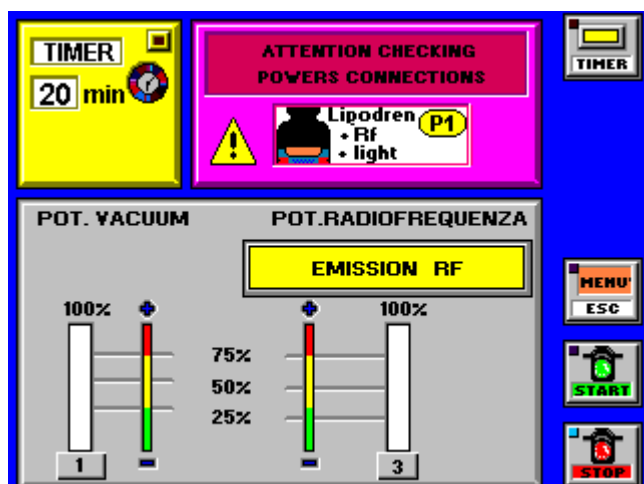 TIMER
20 min
ATTENTION CHECKING
POWERS CONNECTIONS
Lipodren
• Rf
• light
P1
TIMER
POT. VACUUM
POT.RADIOFREQUENZA
EMISSION RF
100%
+
+
100%
75%
50%
25%
1
-
-
3
MENU'
ESC
START
STOP